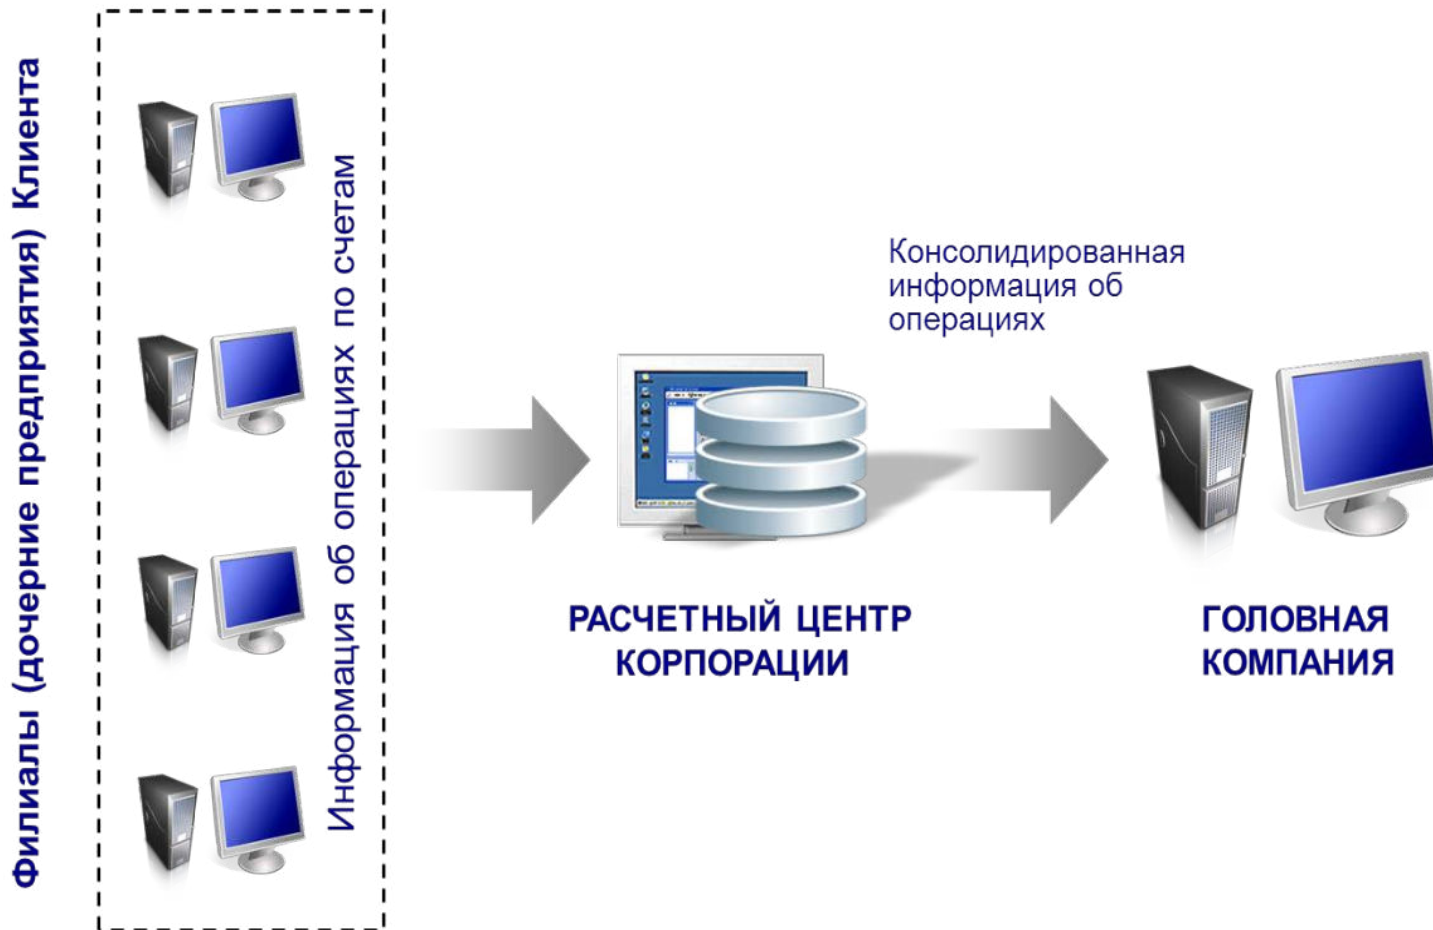 Филиалы (дочерние предприятия) Клиента
Информация об операциях по счетам
Консолидированная
информация об
операциях
РАСЧЕТНЫЙ ЦЕНТР
КОРПОРАЦИИ
ГОЛОВНАЯ
КОМПАНИЯ